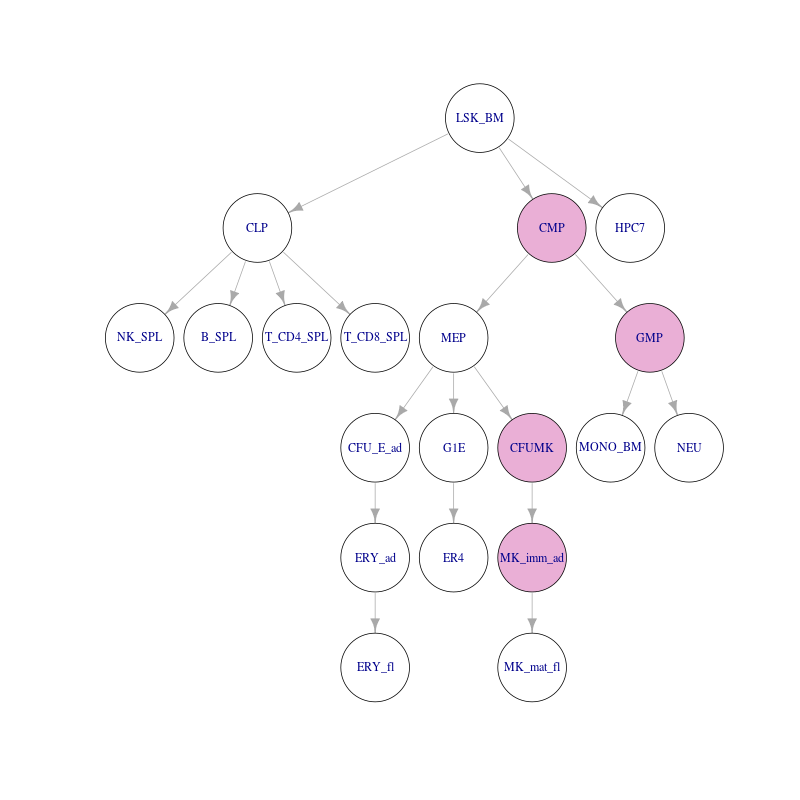 LSK_BM
CLP
CMP
HPC7
NK_SPL
B_SPL
T_CD4_SPL
T_CD8_SPL
MEP
GMP
CFU_E_ad
G1E
CFUMK
MONO_BM
NEU
ERY_ad
ER4
MK_imm_ad
ERY_fl
MK_mat_fl